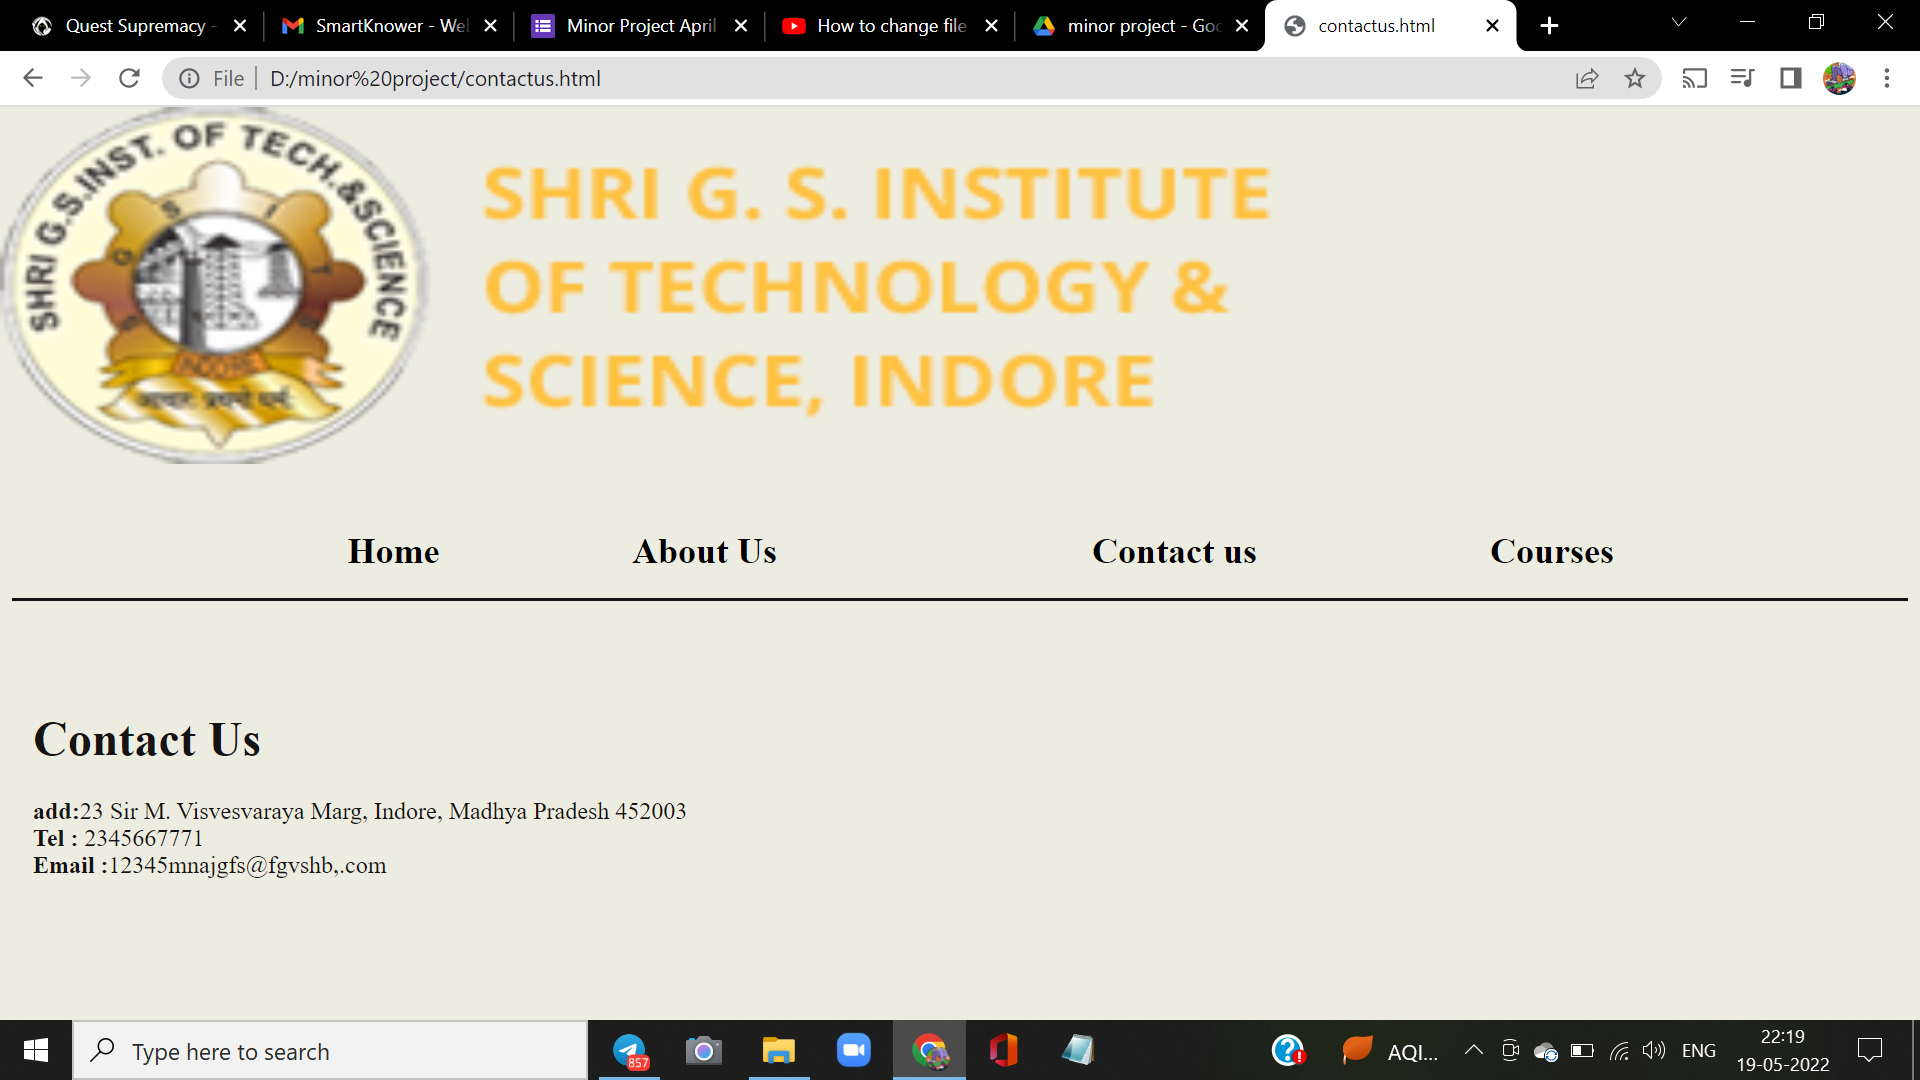 Quest Supremacy -
SmartKnower - Web
Minor Project April
How to change file
minor project - Goo
contactus.html
File
D:/minor%20project/contactus.html
SHRI G.S.INST. OF TECH.&SCIENCE
INDORE
SHRI G. S. INSTITUTE
OF TECHNOLOGY &
SCIENCE, INDORE
Home About Us Contact us Courses
Contact Us
add:23 Sir M. Visvesvaraya Marg, Indore, Madhya Pradesh 452003
Tel : 2345667771
Email :12345mnajgfs@fgvshb,.com
Type here to search
857
AQI...
ENG
22:19
19-05-2022